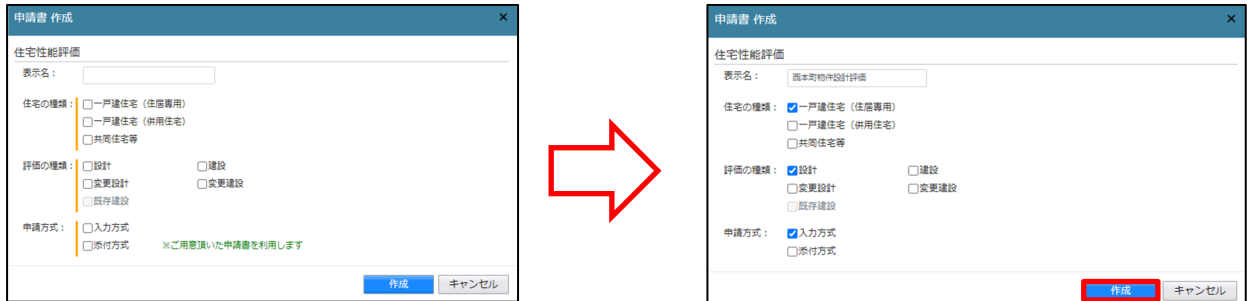 申請書 作成 ×
住宅性能評価
表示名：
住宅の種類： 一戸建住宅（住居専用）
一戸建住宅（併用住宅）
共同住宅等
評価の種類： 設計 建設
変更設計 変更建設
既存建設
申請方式： 入力方式
添付方式 ※ご用意頂いた申請書を利用します
作成 キャンセル
申請書 作成 ×
住宅性能評価
表示名： 西本町物件設計評価
住宅の種類： 一戸建住宅（住居専用）
一戸建住宅（併用住宅）
共同住宅等
評価の種類： 設計 建設
変更設計 変更建設
既存建設
申請方式： 入力方式
添付方式
作成 キャンセル